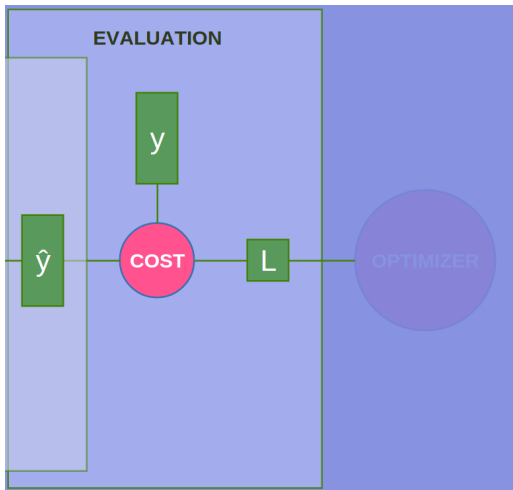 EVALUATION
y
ŷ
COST
L
OPTIMIZER